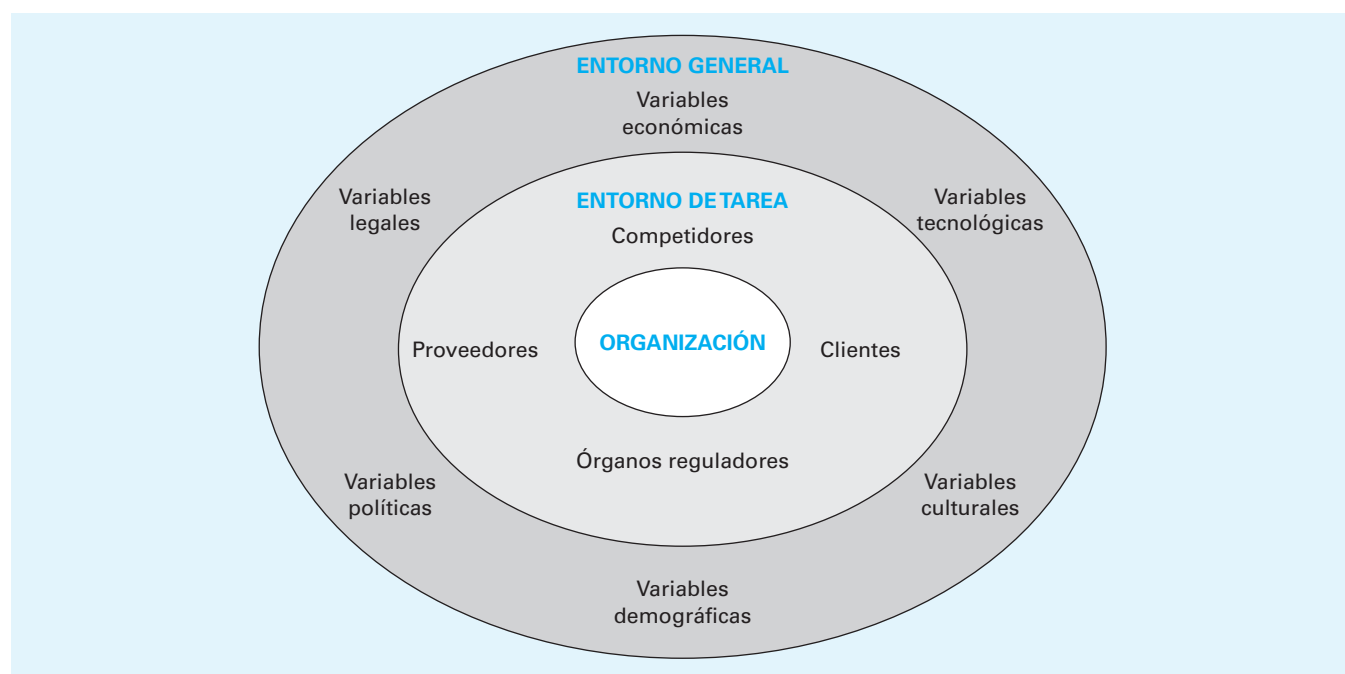 ENTORNO GENERAL
Variables
económicas
Variables
legales
Variables
tecnológicas
ENTORNO DE TAREA
Competidores
Proveedores
ORGANIZACIÓN
Clientes
Órganos reguladores
Variables
políticas
Variables
culturales
Variables
demográficas